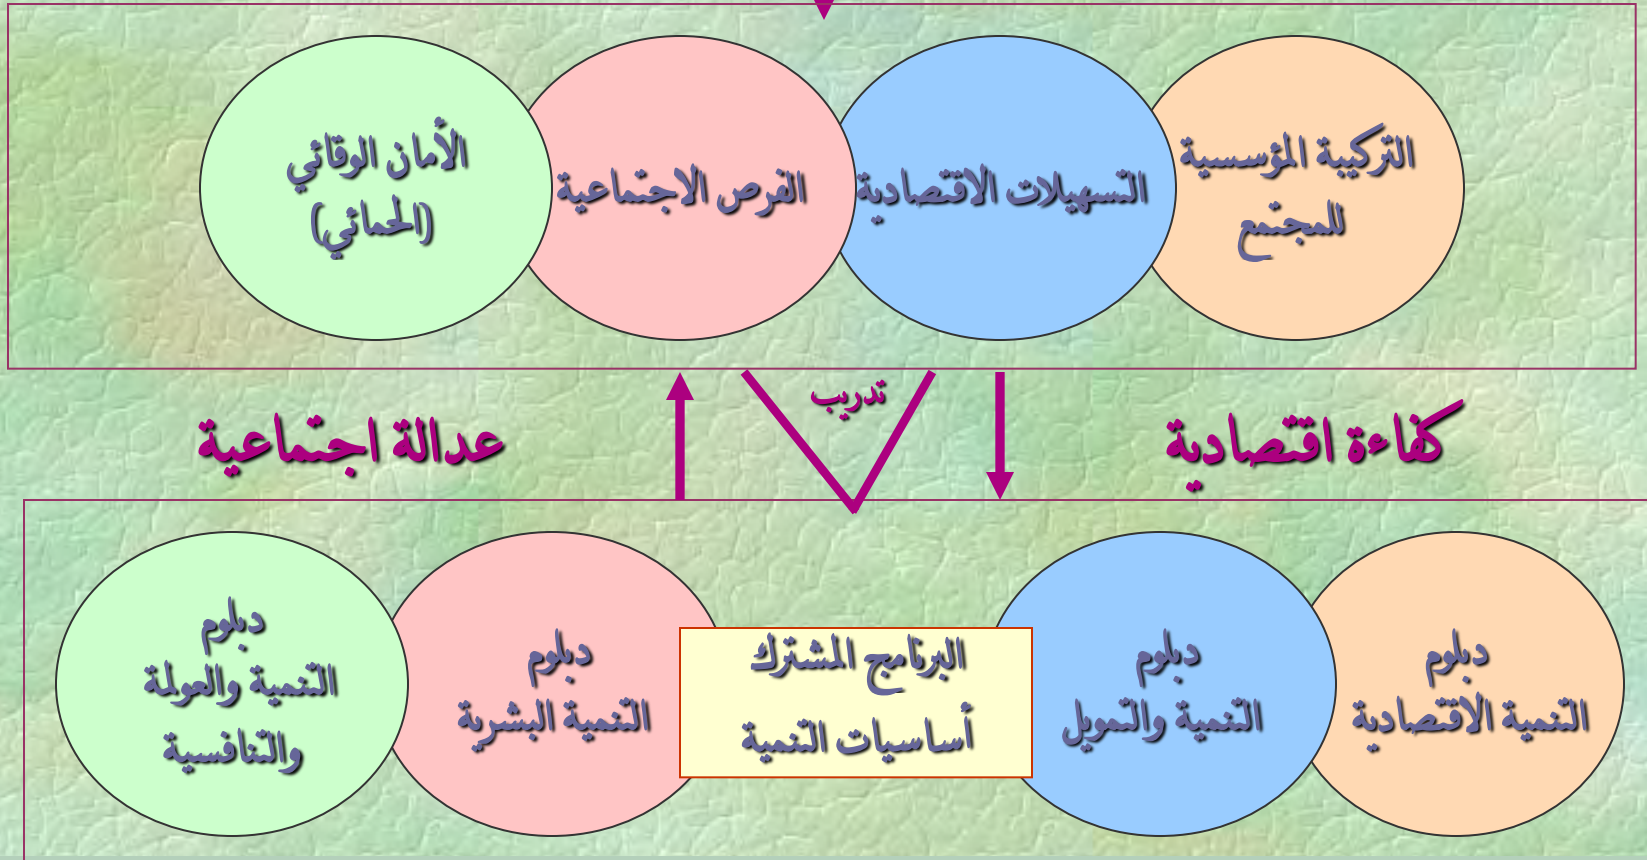 التركيبة المؤسسية
للمجتمع
التسهيلات الاقتصادية
الفرص الاجتماعية
الأمان الوقائي
(الحمائي)
كفاءة اقتصادية
تدريب
عدالة اجتماعية
دبلوم
التنمية الاقتصادية
دبلوم
التنمية والتمويل
البرنامج المشترك
أساسيات التنمية
دبلوم
التنمية البشرية
دبلوم
التنمية والعولمة
والتنافسية